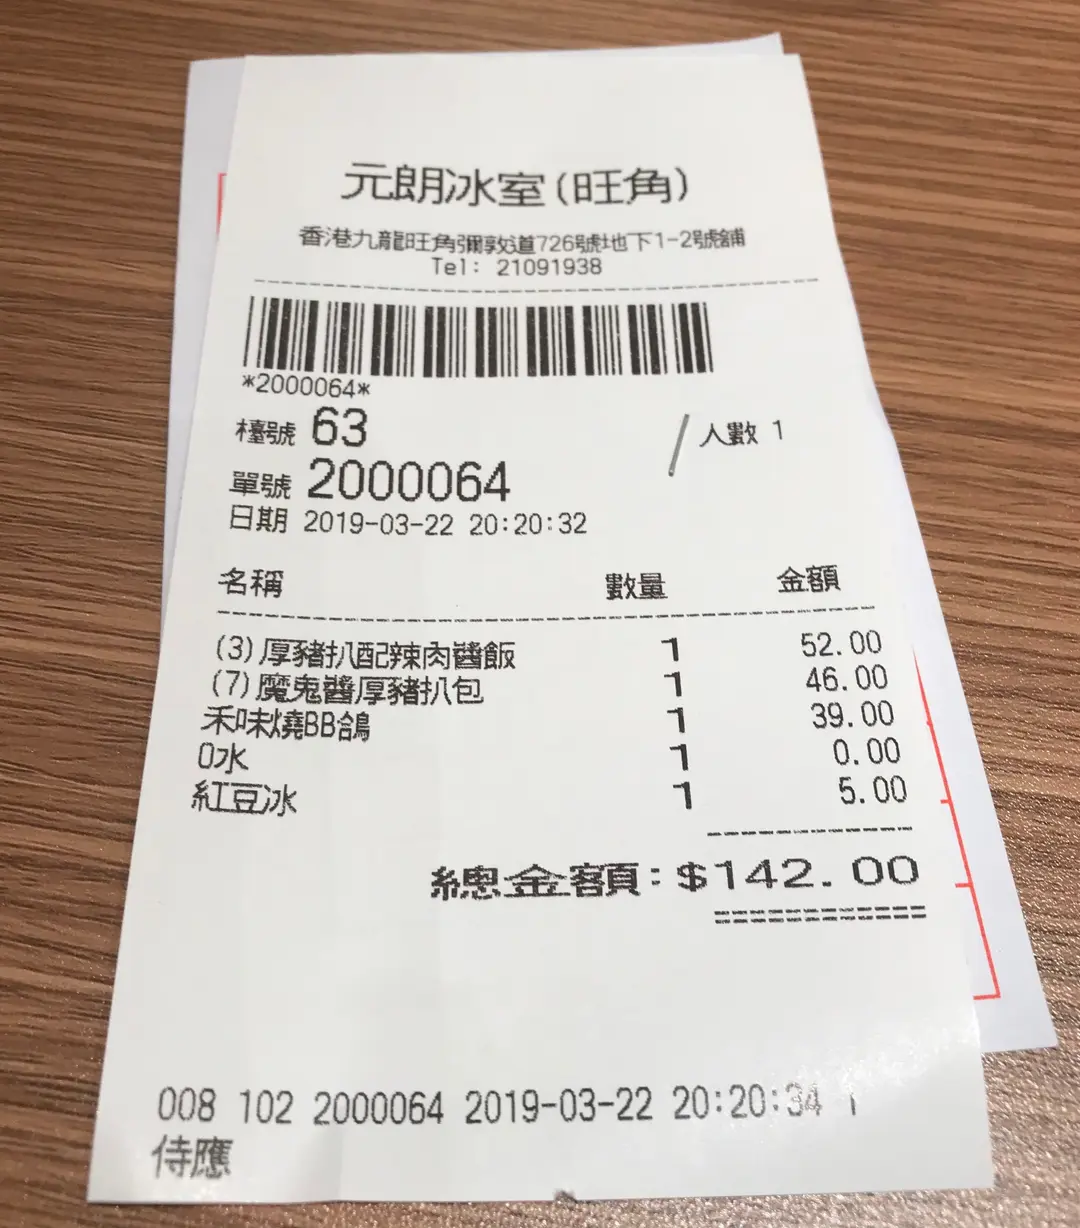 元朗冰室(旺角)
香港九龍旺角彌敦道726號地下1-2號舖
Tel: 21091938
*2000064*
檯號 63 / 人數 1
單號 2000064
日期 2019-03-22 20:20:32
名稱 數量 金額
(3)厚豬扒配辣肉醬飯 1 52.00
(7)魔鬼醬厚豬扒包 1 46.00
禾味燒BB鴿 1 39.00
0水 1 0.00
紅豆冰 1 5.00
總金額:$142.00
008 102 2000064 2019-03-22 20:20:34 1
侍應